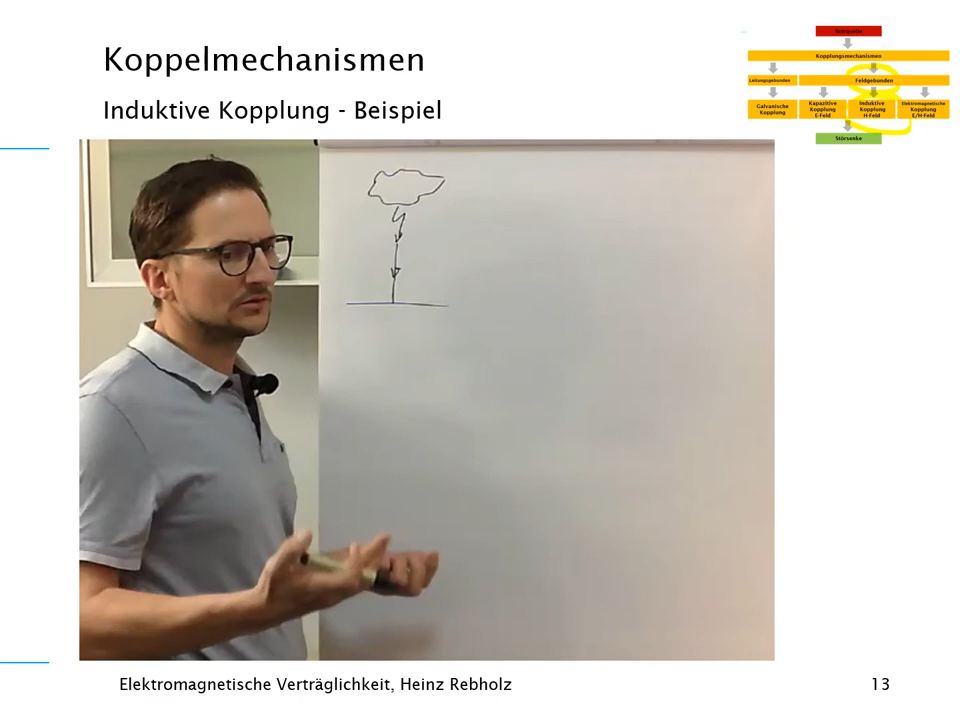 Koppelmechanismen
Induktive Kopplung - Beispiel
Störquelle
Kopplungsmechanismen
Leitungsgebunden
Feldgebunden
Galvanische
Kopplung
Kapazitive
Kopplung
E-Feld
Induktive
Kopplung
H-Feld
Elektromagnetische
Kopplung
E/H-Feld
Störsenke
Elektromagnetische Verträglichkeit, Heinz Rebholz
13